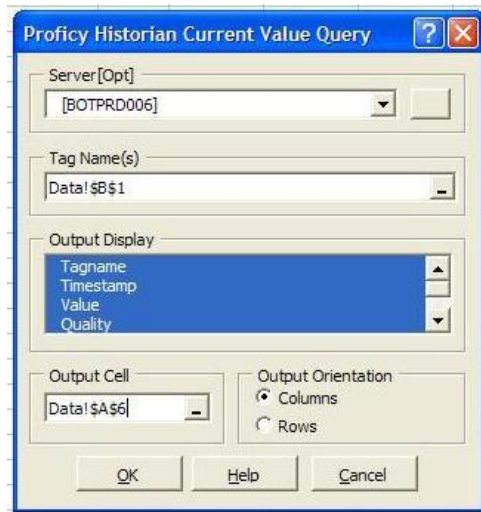 Proficy Historian Current Value Query
Server[Opt]
[BOTPRD006]
Tag Name(s)
Data!$B$1
Output Display
Tagname
Timestamp
Value
Quality
Output Cell
Data!$A$6
Output Orientation
Columns
Rows
OK
Help
Cancel